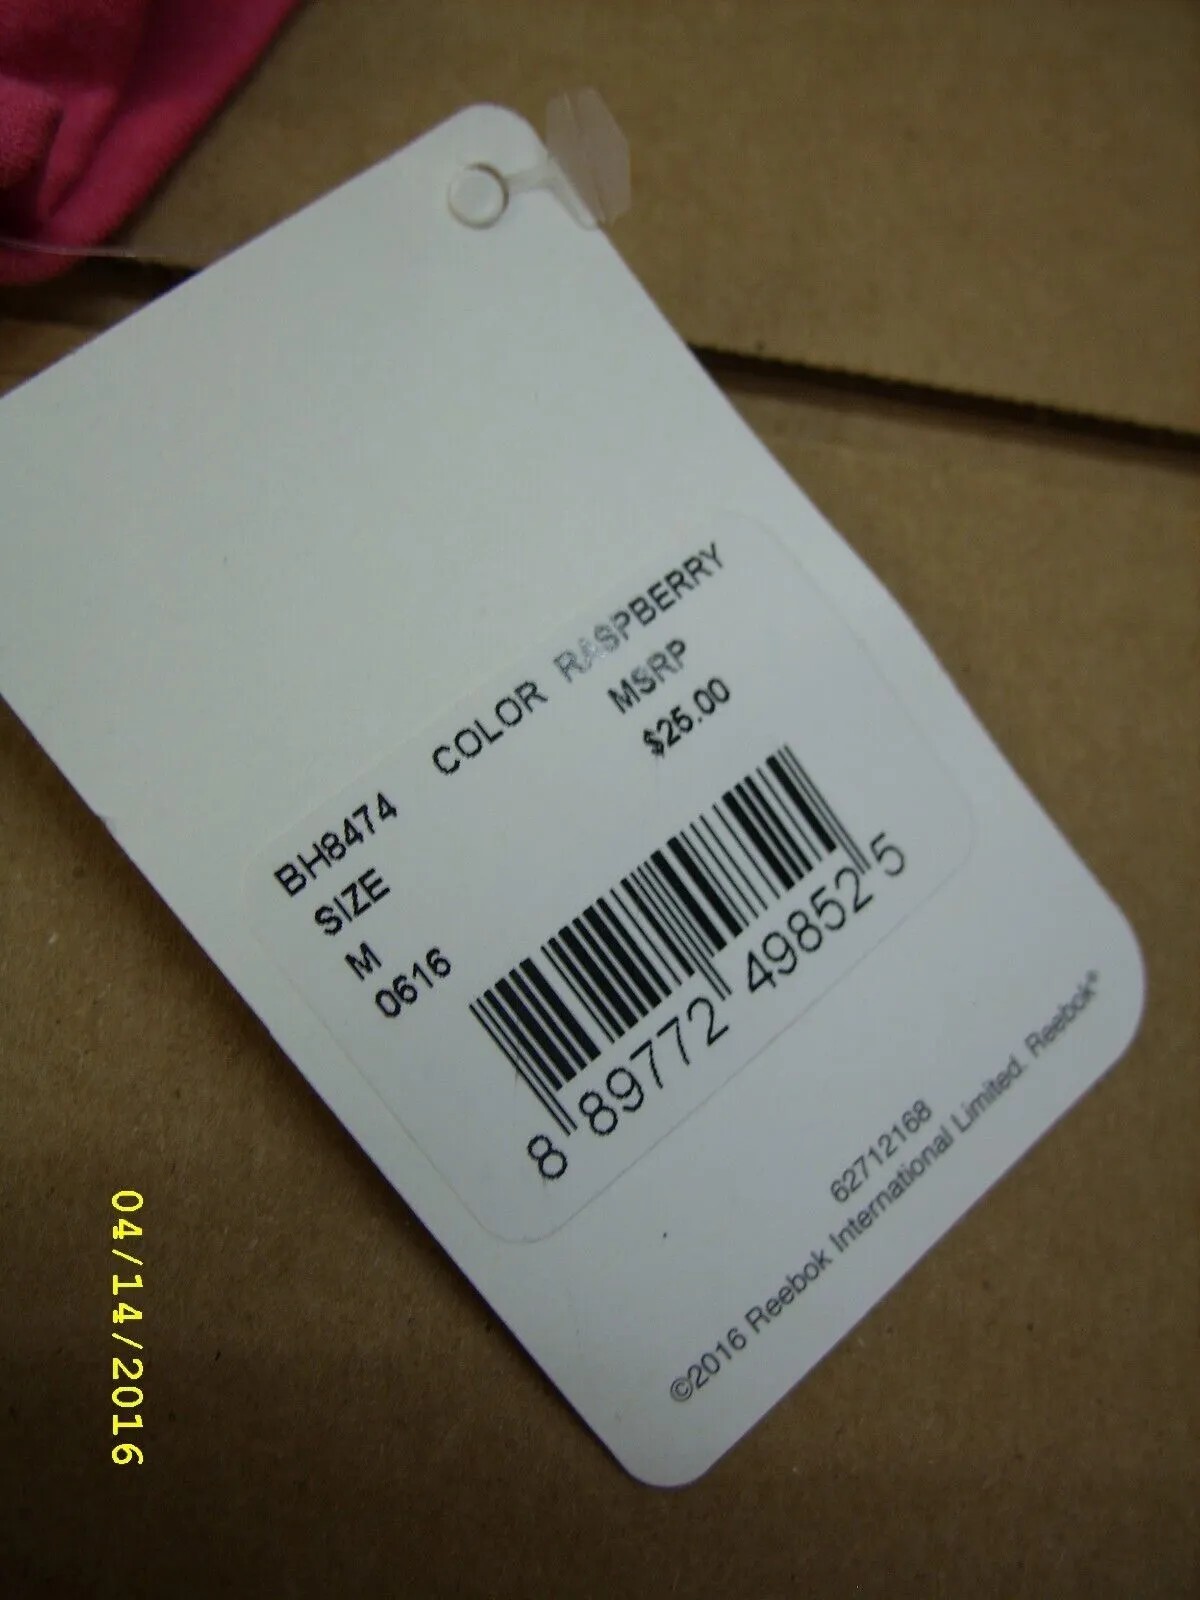 BH8474 COLOR RASPBERRY
SIZE MSRP
M $25.00
0616
8 89772 49852 5
62712168
©2016 Reebok International Limited. Reebok®
04/14/2016